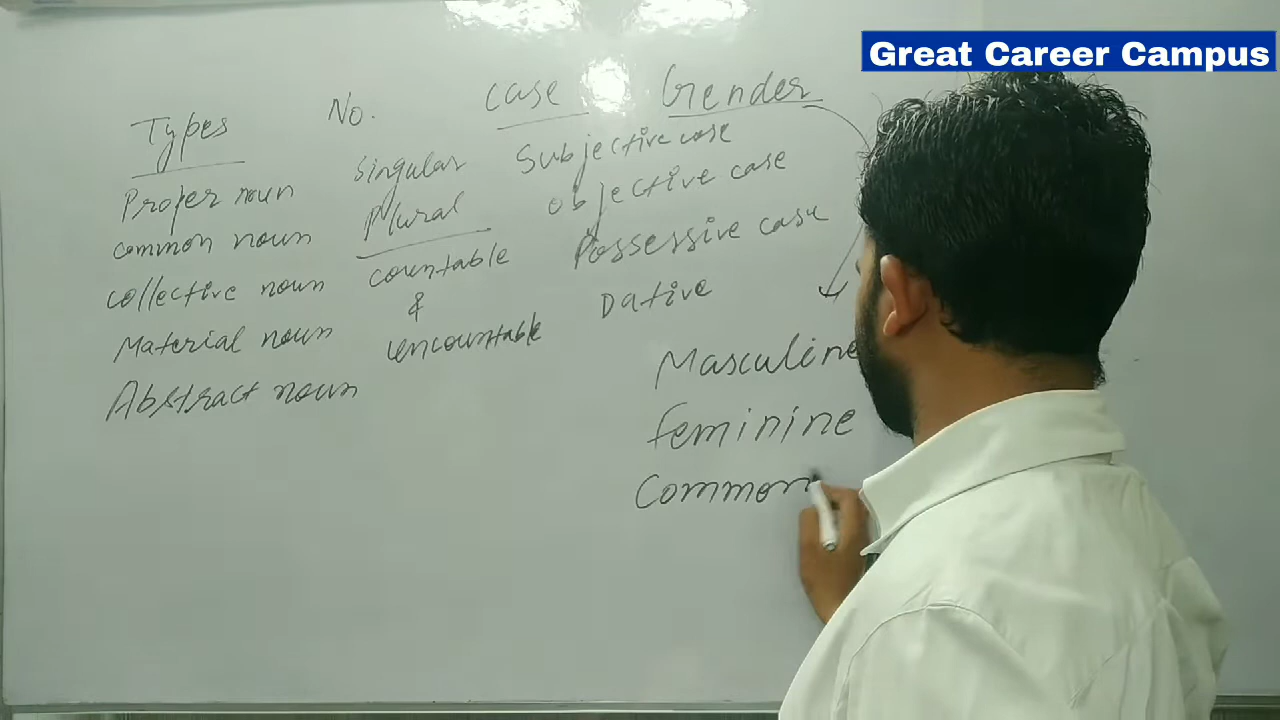 Great Career Campus
Types
Proper noun
common noun
collective noun
Material noun
Abstract noun
No.
Singular
Plural
countable
&
uncountable
Case
Subjective case
objective case
Possessive case
Dative
Gender
Masculine
feminine
Common